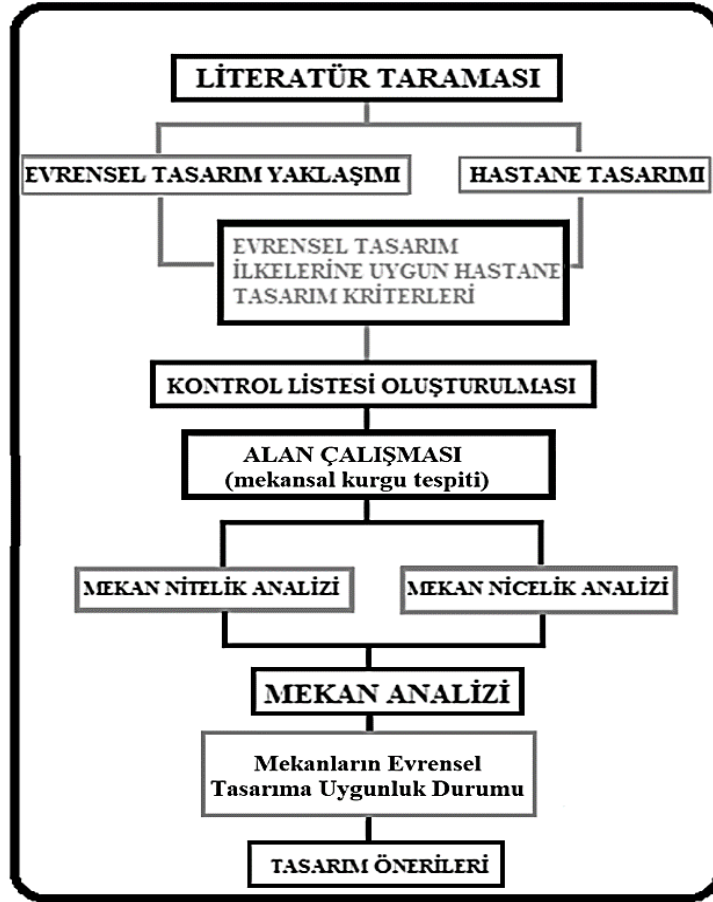 LİTERATÜR TARAMASI
EVRENSEL TASARIM YAKLAŞIMI
HASTANE TASARIMI
EVRENSEL TASARIM
İLKELERİNE UYGUN HASTANE
TASARIM KRİTERLERİ
KONTROL LİSTESİ OLUŞTURULMASI
ALAN ÇALIŞMASI
(mekansal kurgu tespiti)
MEKAN NİTELİK ANALİZİ
MEKAN NİCELİK ANALİZİ
MEKAN ANALİZİ
Mekanların Evrensel
Tasarıma Uygunluk Durumu
TASARIM ÖNERİLERİ